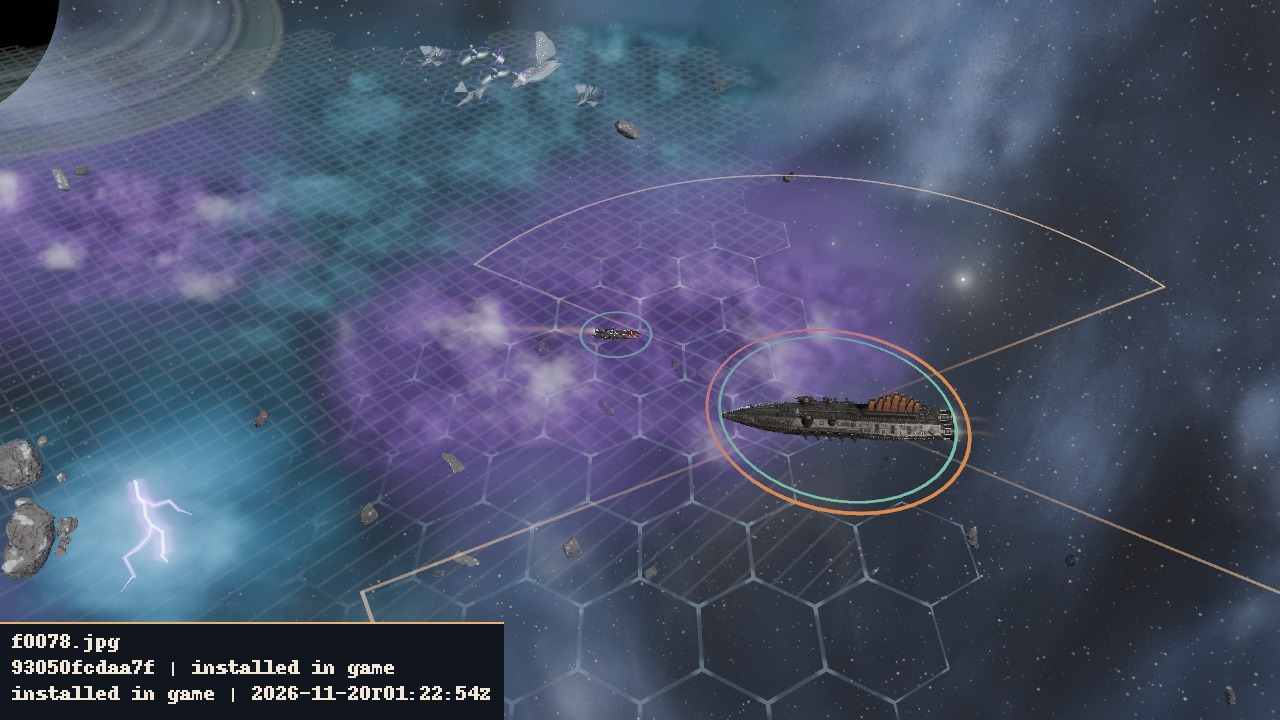 f0078.jpg
93050fcdaa7f | installed in game
installed in game | 2026-11-20T01:22:54Z